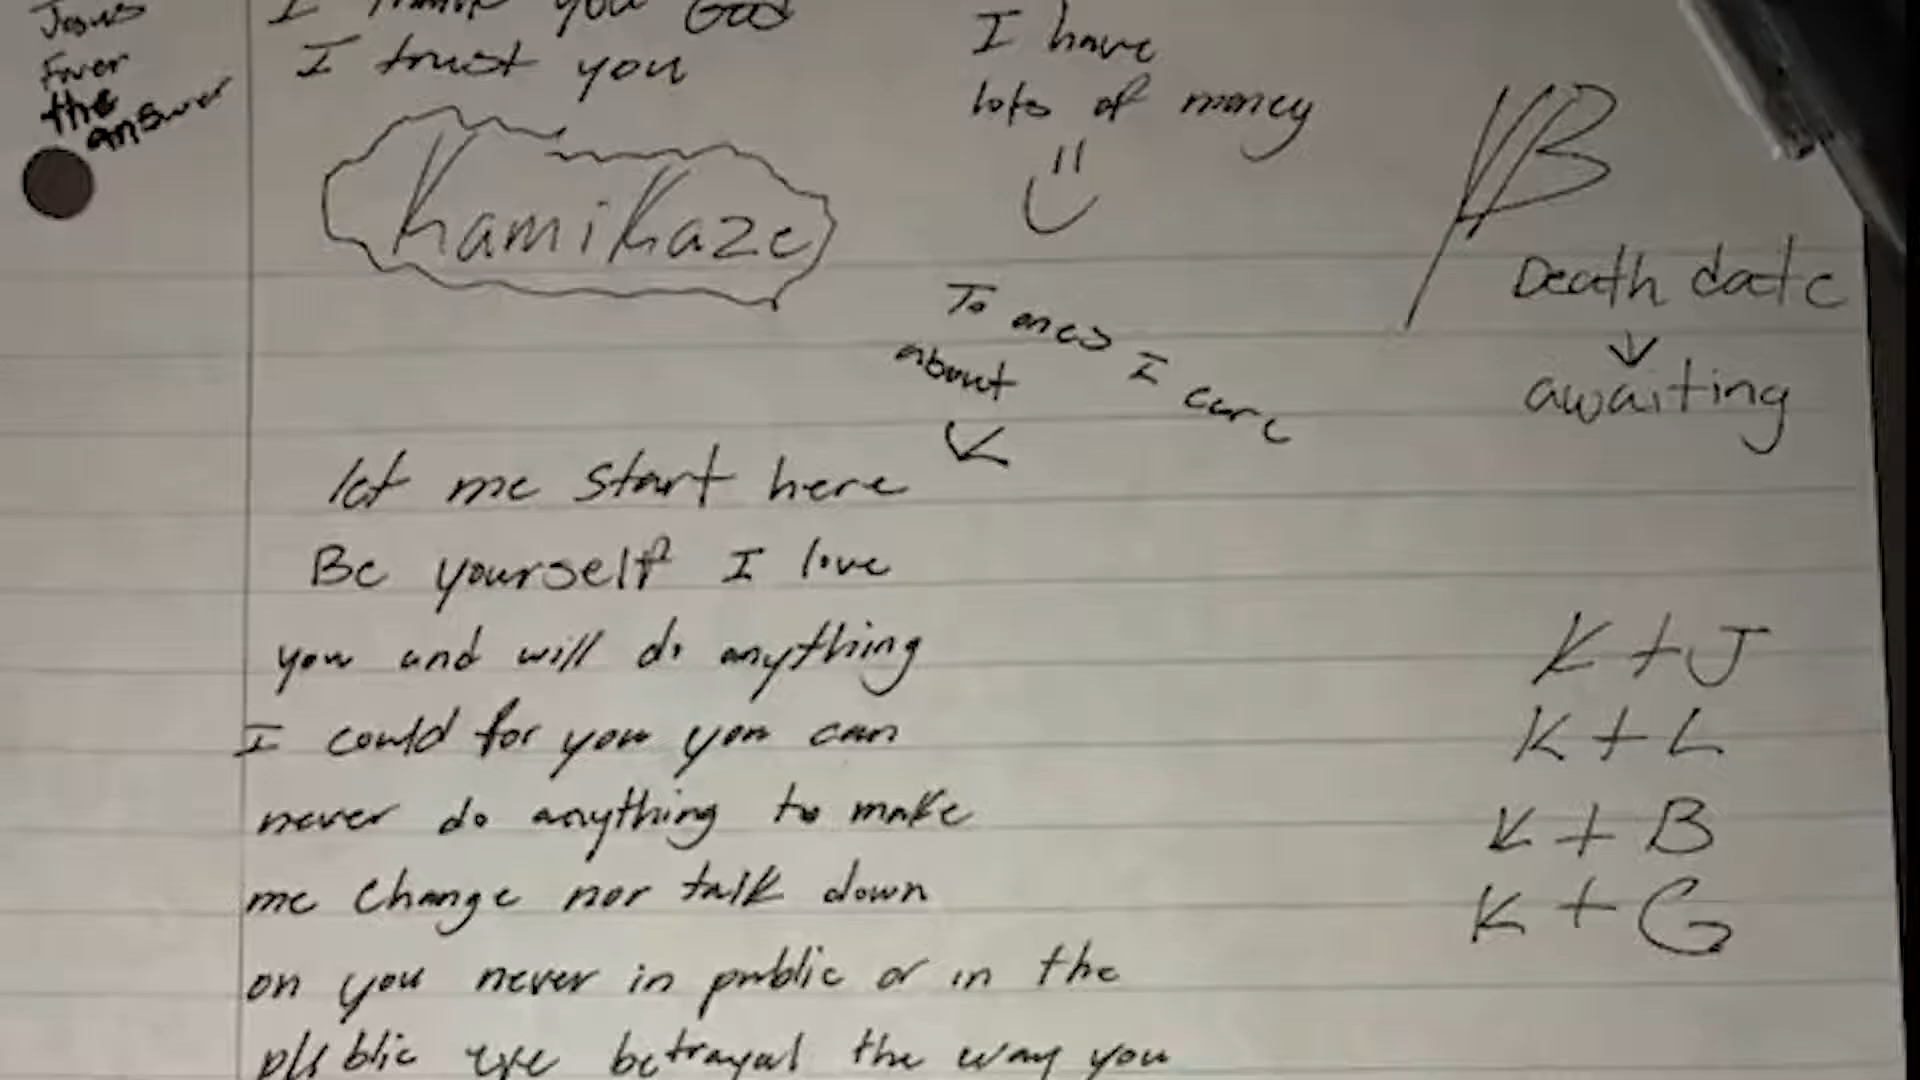 Jesus
Forever
the
answer
I thank you God
I trust you
I have
lots of money
Kamikaze
B
Death date
awaiting
To ones I care
about
let me start here
Be yourself I love
you and will do anything
I could for you you can
never do anything to make
me change nor talk down
on you never in public or in the
public eye betrayal the way you
K + J
K + L
K + B
K + G